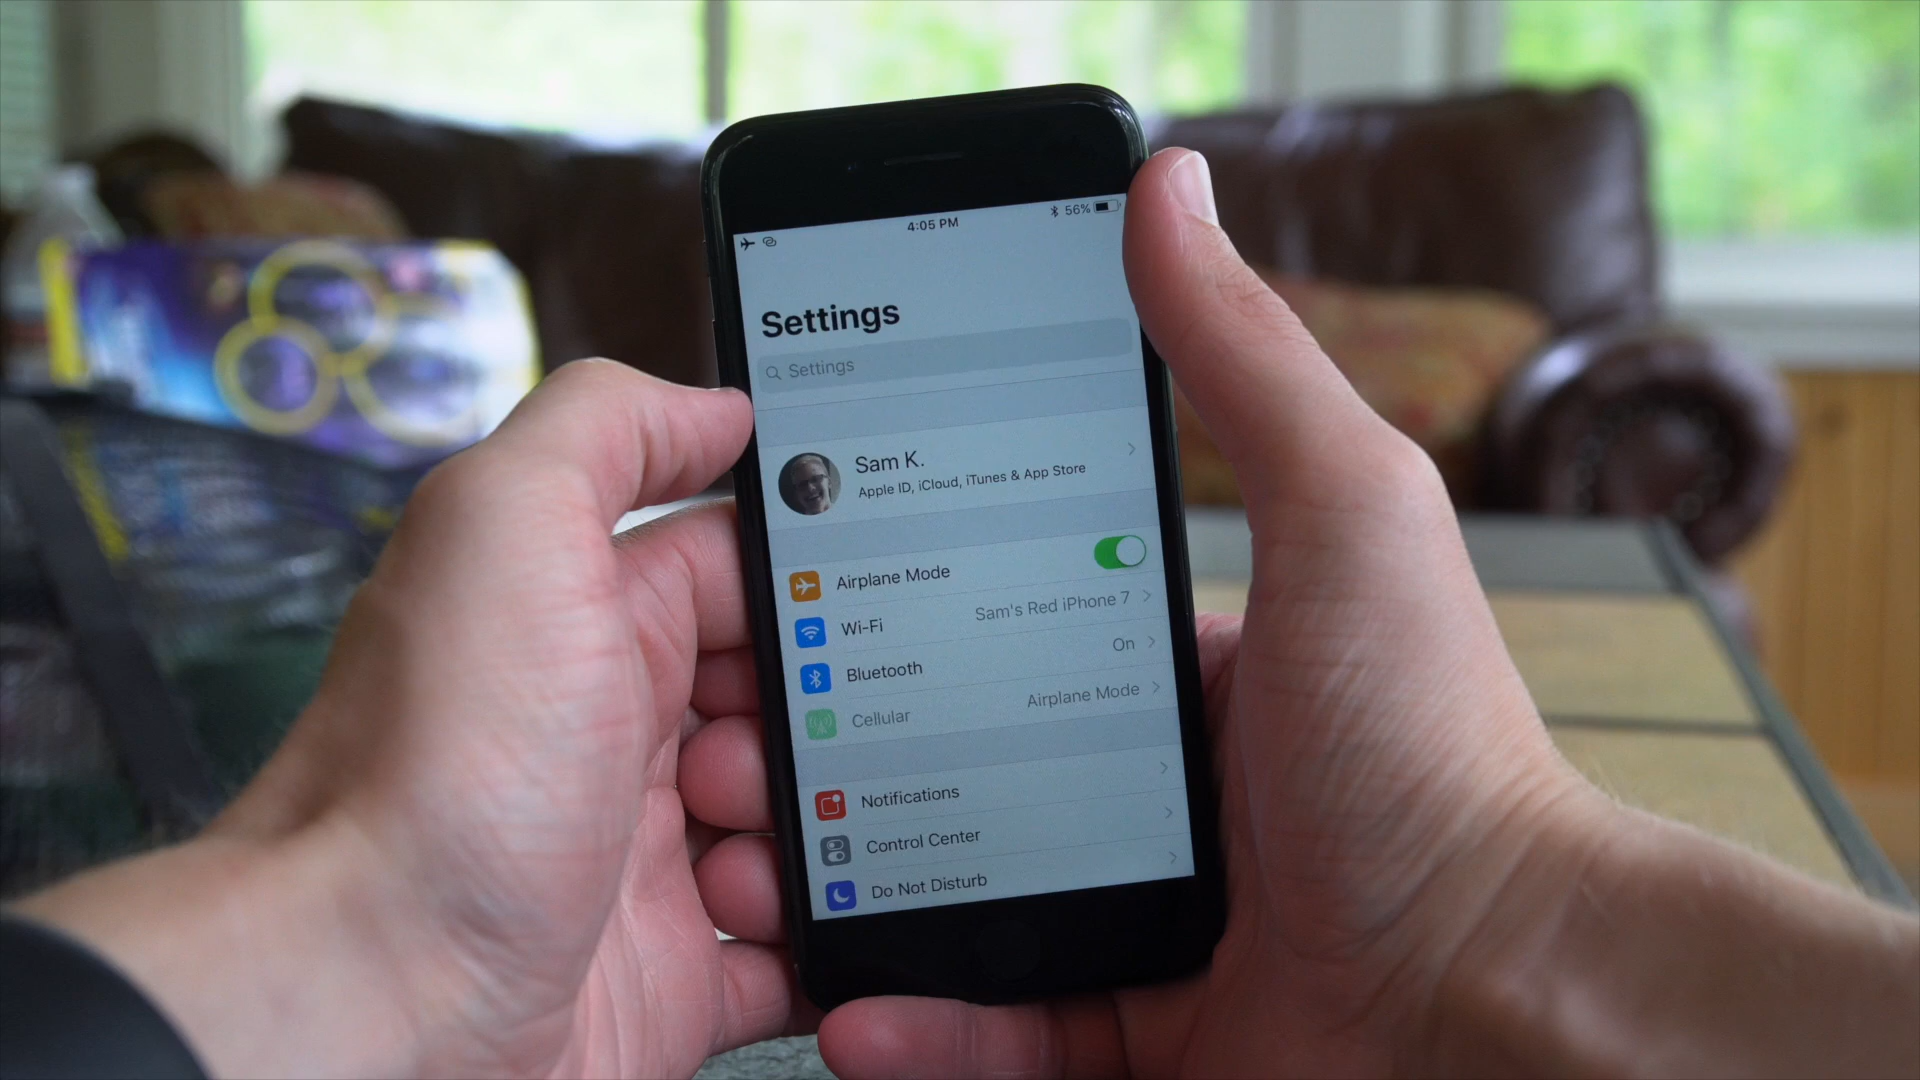 4:05 PM
56%
Settings
Settings
Sam K.
Apple ID, iCloud, iTunes & App Store
Airplane Mode
Wi-Fi Sam's Red iPhone 7
Bluetooth On
Cellular Airplane Mode
Notifications
Control Center
Do Not Disturb